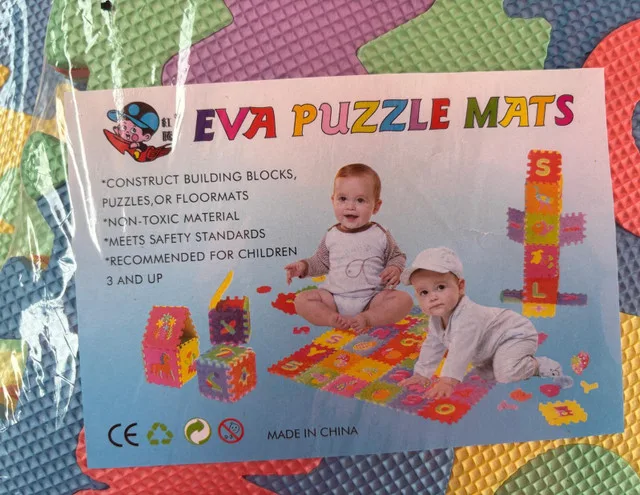 EVA PUZZLE MATS
*CONSTRUCT BUILDING BLOCKS,
PUZZLES,OR FLOORMATS
*NON-TOXIC MATERIAL
*MEETS SAFETY STANDARDS
*RECOMMENDED FOR CHILDREN
3 AND UP
S
L
CE
MADE IN CHINA